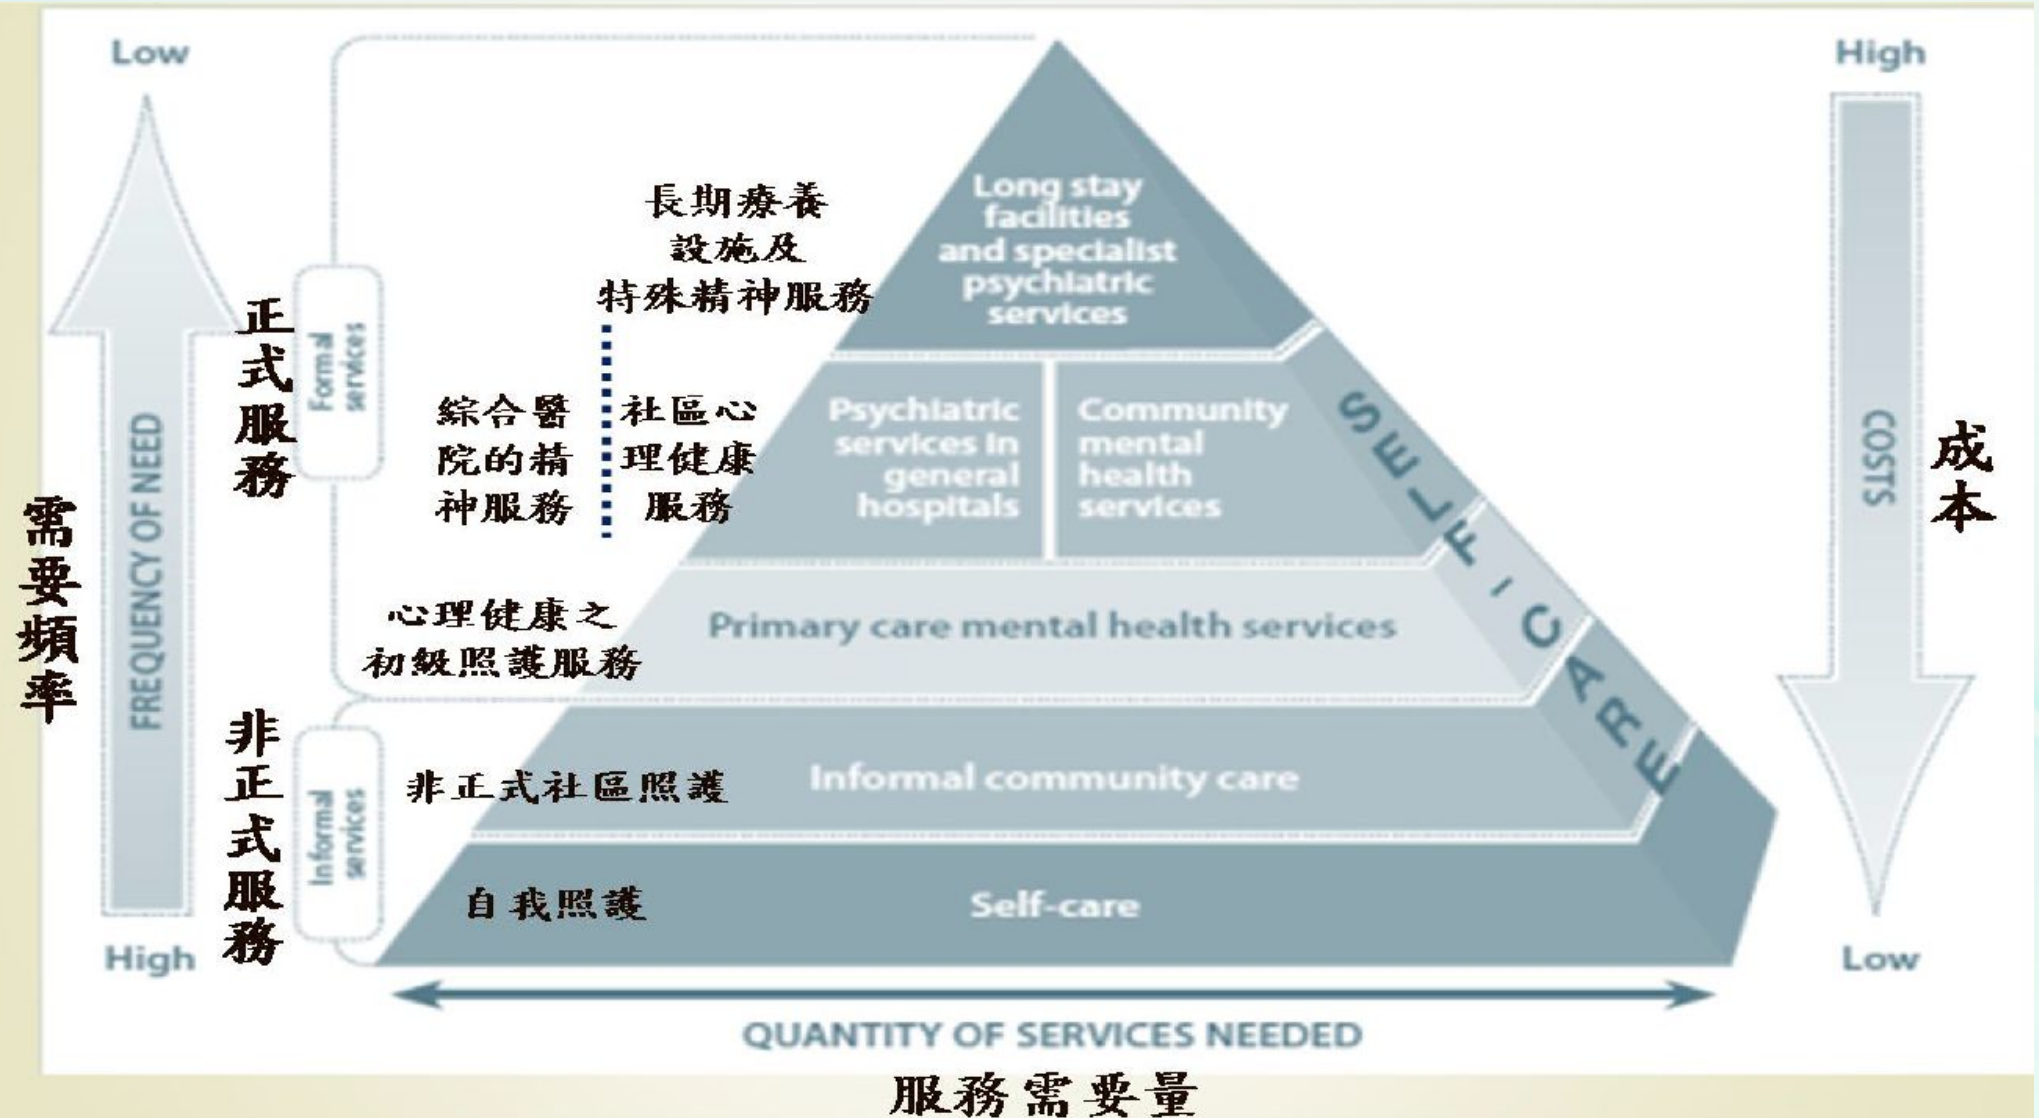 Low
High
長期療養
設施及
特殊精神服務
Long stay
facilities
and specialist
psychiatric
services
正式服務
Formal
services
綜合醫
院的精
神服務
社區心
理健康
服務
Psychiatric
services in
general
hospitals
Community
mental
health
services
SELF-CARE
COSTS
成本
需要頻率
FREQUENCY OF NEED
心理健康之
初級照護服務
Primary care mental health services
非正式服務
Informal
services
非正式社區照護
Informal community care
自我照護
Self-care
High
Low
QUANTITY OF SERVICES NEEDED
服務需要量